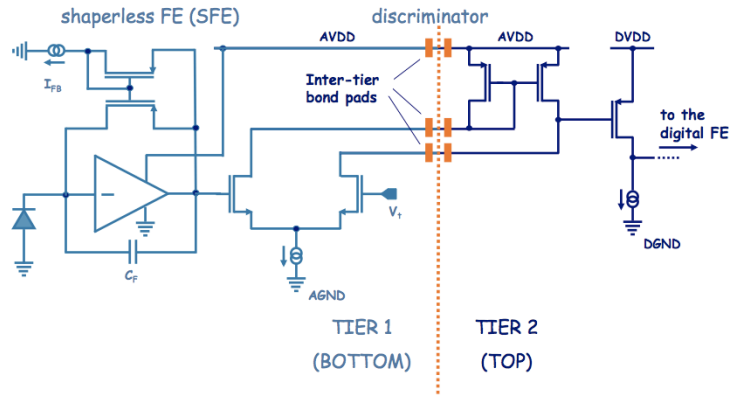 shaperless FE (SFE)
discriminator
AVDD
AVDD
DVDD
I_FB
Inter-tier
bond pads
to the
digital FE
−
V_t
C_F
AGND
DGND
TIER 1
(BOTTOM)
TIER 2
(TOP)